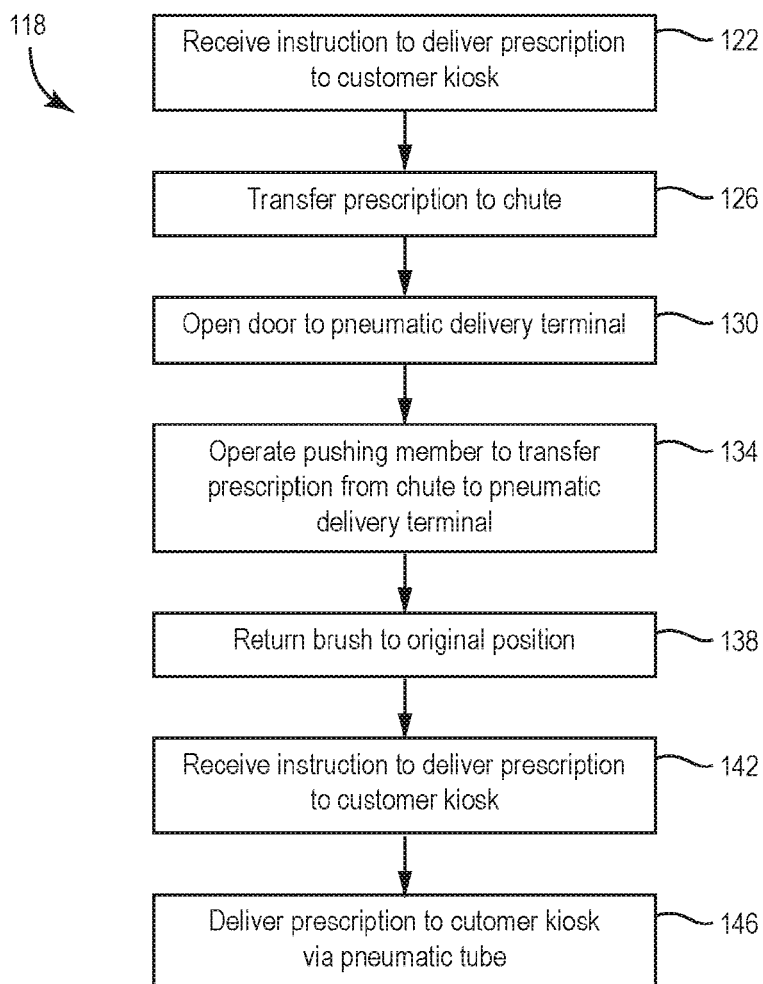 118
Receive instruction to deliver prescription
to customer kiosk
122
Transfer prescription to chute
126
Open door to pneumatic delivery terminal
130
Operate pushing member to transfer
prescription from chute to pneumatic
delivery terminal
134
Return brush to original position
138
Receive instruction to deliver prescription
to customer kiosk
142
Deliver prescription to cutomer kiosk
via pneumatic tube
146